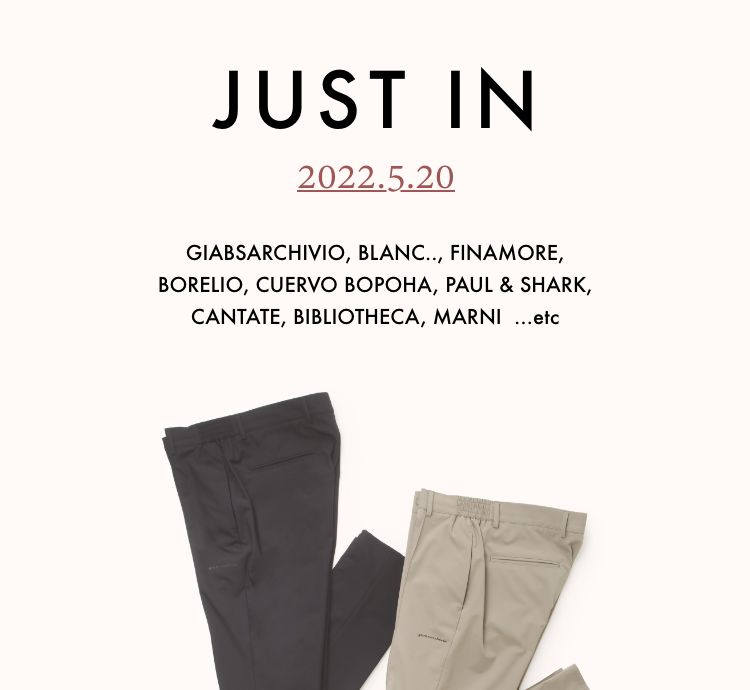 JUST IN
2022.5.20
GIABSARCHIVIO, BLANC.., FINAMORE,
BORELIO, CUERVO BOPOHA, PAUL & SHARK,
CANTATE, BIBLIOTHECA, MARNI ...etc